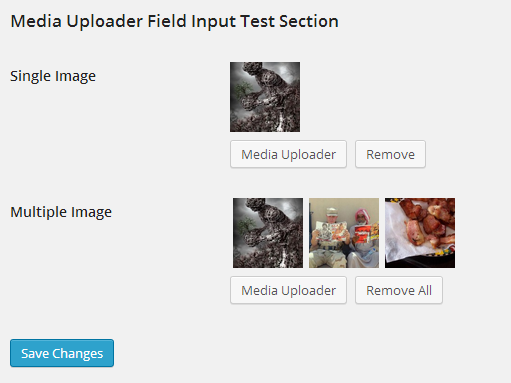 Media Uploader Field Input Test Section
Single Image
Media Uploader Remove
Multiple Image
Media Uploader Remove All
Save Changes